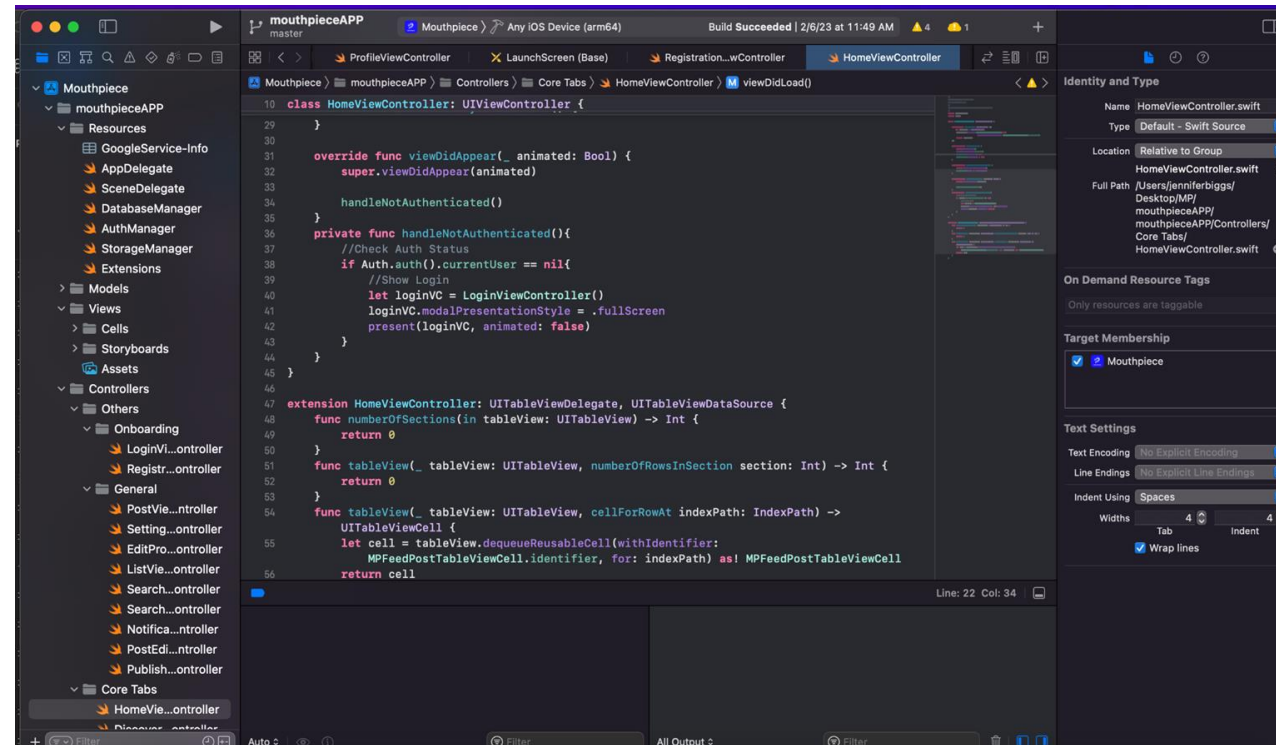 mouthpieceAPP
master
Mouthpiece 〉 Any iOS Device (arm64)
Build Succeeded | 2/6/23 at 11:49 AM
4
1
ProfileViewController
LaunchScreen (Base)
Registration...wController
HomeViewController
Mouthpiece 〉 mouthpieceAPP 〉 Controllers 〉 Core Tabs 〉 HomeViewController 〉 M viewDidLoad()
Mouthpiece
mouthpieceAPP
Resources
GoogleService-Info
AppDelegate
SceneDelegate
DatabaseManager
AuthManager
StorageManager
Extensions
Models
Views
Cells
Storyboards
Assets
Controllers
Others
Onboarding
LoginVi...ontroller
Registr...ontroller
General
PostVie...ntroller
Setting...ontroller
EditPro...ontroller
ListVie...ontroller
Search...ontroller
Search...ontroller
Notifica...ntroller
PostEdi...ntroller
Publish...ontroller
Core Tabs
HomeVie...ontroller
Filter
10 class HomeViewController: UIViewController {
29 }
30
31 override func viewDidAppear(_ animated: Bool) {
32 super.viewDidAppear(animated)
33
34 handleNotAuthenticated()
35 }
36 private func handleNotAuthenticated(){
37 //Check Auth Status
38 if Auth.auth().currentUser == nil{
39 //Show Login
40 let loginVC = LoginViewController()
41 loginVC.modalPresentationStyle = .fullScreen
42 present(loginVC, animated: false)
43 }
44 }
45 }
46
47 extension HomeViewController: UITableViewDelegate, UITableViewDataSource {
48 func numberOfSections(in tableView: UITableView) -> Int {
49 return 0
50 }
51 func tableView(_ tableView: UITableView, numberOfRowsInSection section: Int) -> Int {
52 return 0
53 }
54 func tableView(_ tableView: UITableView, cellForRowAt indexPath: IndexPath) ->
UITableViewCell {
55 let cell = tableView.dequeueReusableCell(withIdentifier:
MPFeedPostTableViewCell.identifier, for: indexPath) as! MPFeedPostTableViewCell
56 return cell
Line: 22 Col: 34
Auto
Filter
All Output
Filter
Identity and Type
Name HomeViewController.swift
Type Default - Swift Source
Location Relative to Group
HomeViewController.swift
Full Path /Users/jenniferbiggs/
Desktop/MP/
mouthpieceAPP/
mouthpieceAPP/Controllers/
Core Tabs/
HomeViewController.swift
On Demand Resource Tags
Only resources are taggable
Target Membership
Mouthpiece
Text Settings
Text Encoding No Explicit Encoding
Line Endings No Explicit Line Endings
Indent Using Spaces
Widths 4 4
Tab Indent
Wrap lines